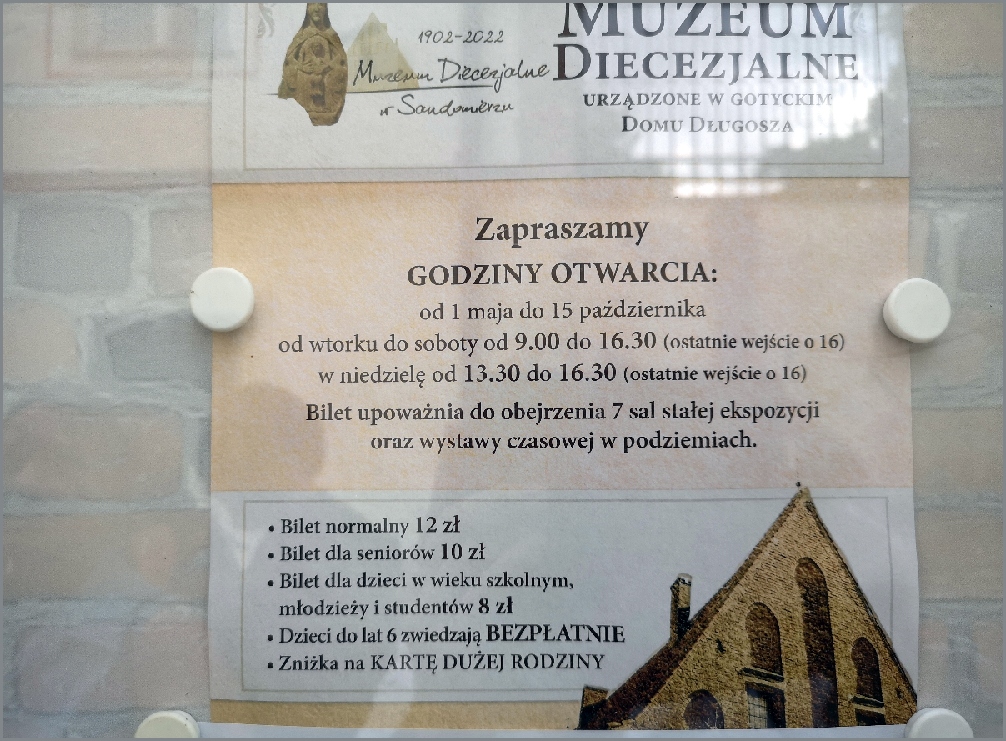 1902-2022
Muzeum Diecezjalne
w Sandomierzu
MUZEUM
DIECEZJALNE
URZĄDZONE W GOTYCKIM
DOMU DŁUGOSZA
Zapraszamy
GODZINY OTWARCIA:
od 1 maja do 15 października
od wtorku do soboty od 9.00 do 16.30 (ostatnie wejście o 16)
w niedzielę od 13.30 do 16.30 (ostatnie wejście o 16)
Bilet upoważnia do obejrzenia 7 sal stałej ekspozycji
oraz wystawy czasowej w podziemiach.
• Bilet normalny 12 zł
• Bilet dla seniorów 10 zł
• Bilet dla dzieci w wieku szkolnym,
młodzieży i studentów 8 zł
• Dzieci do lat 6 zwiedzają BEZPŁATNIE
• Zniżka na KARTĘ DUŻEJ RODZINY